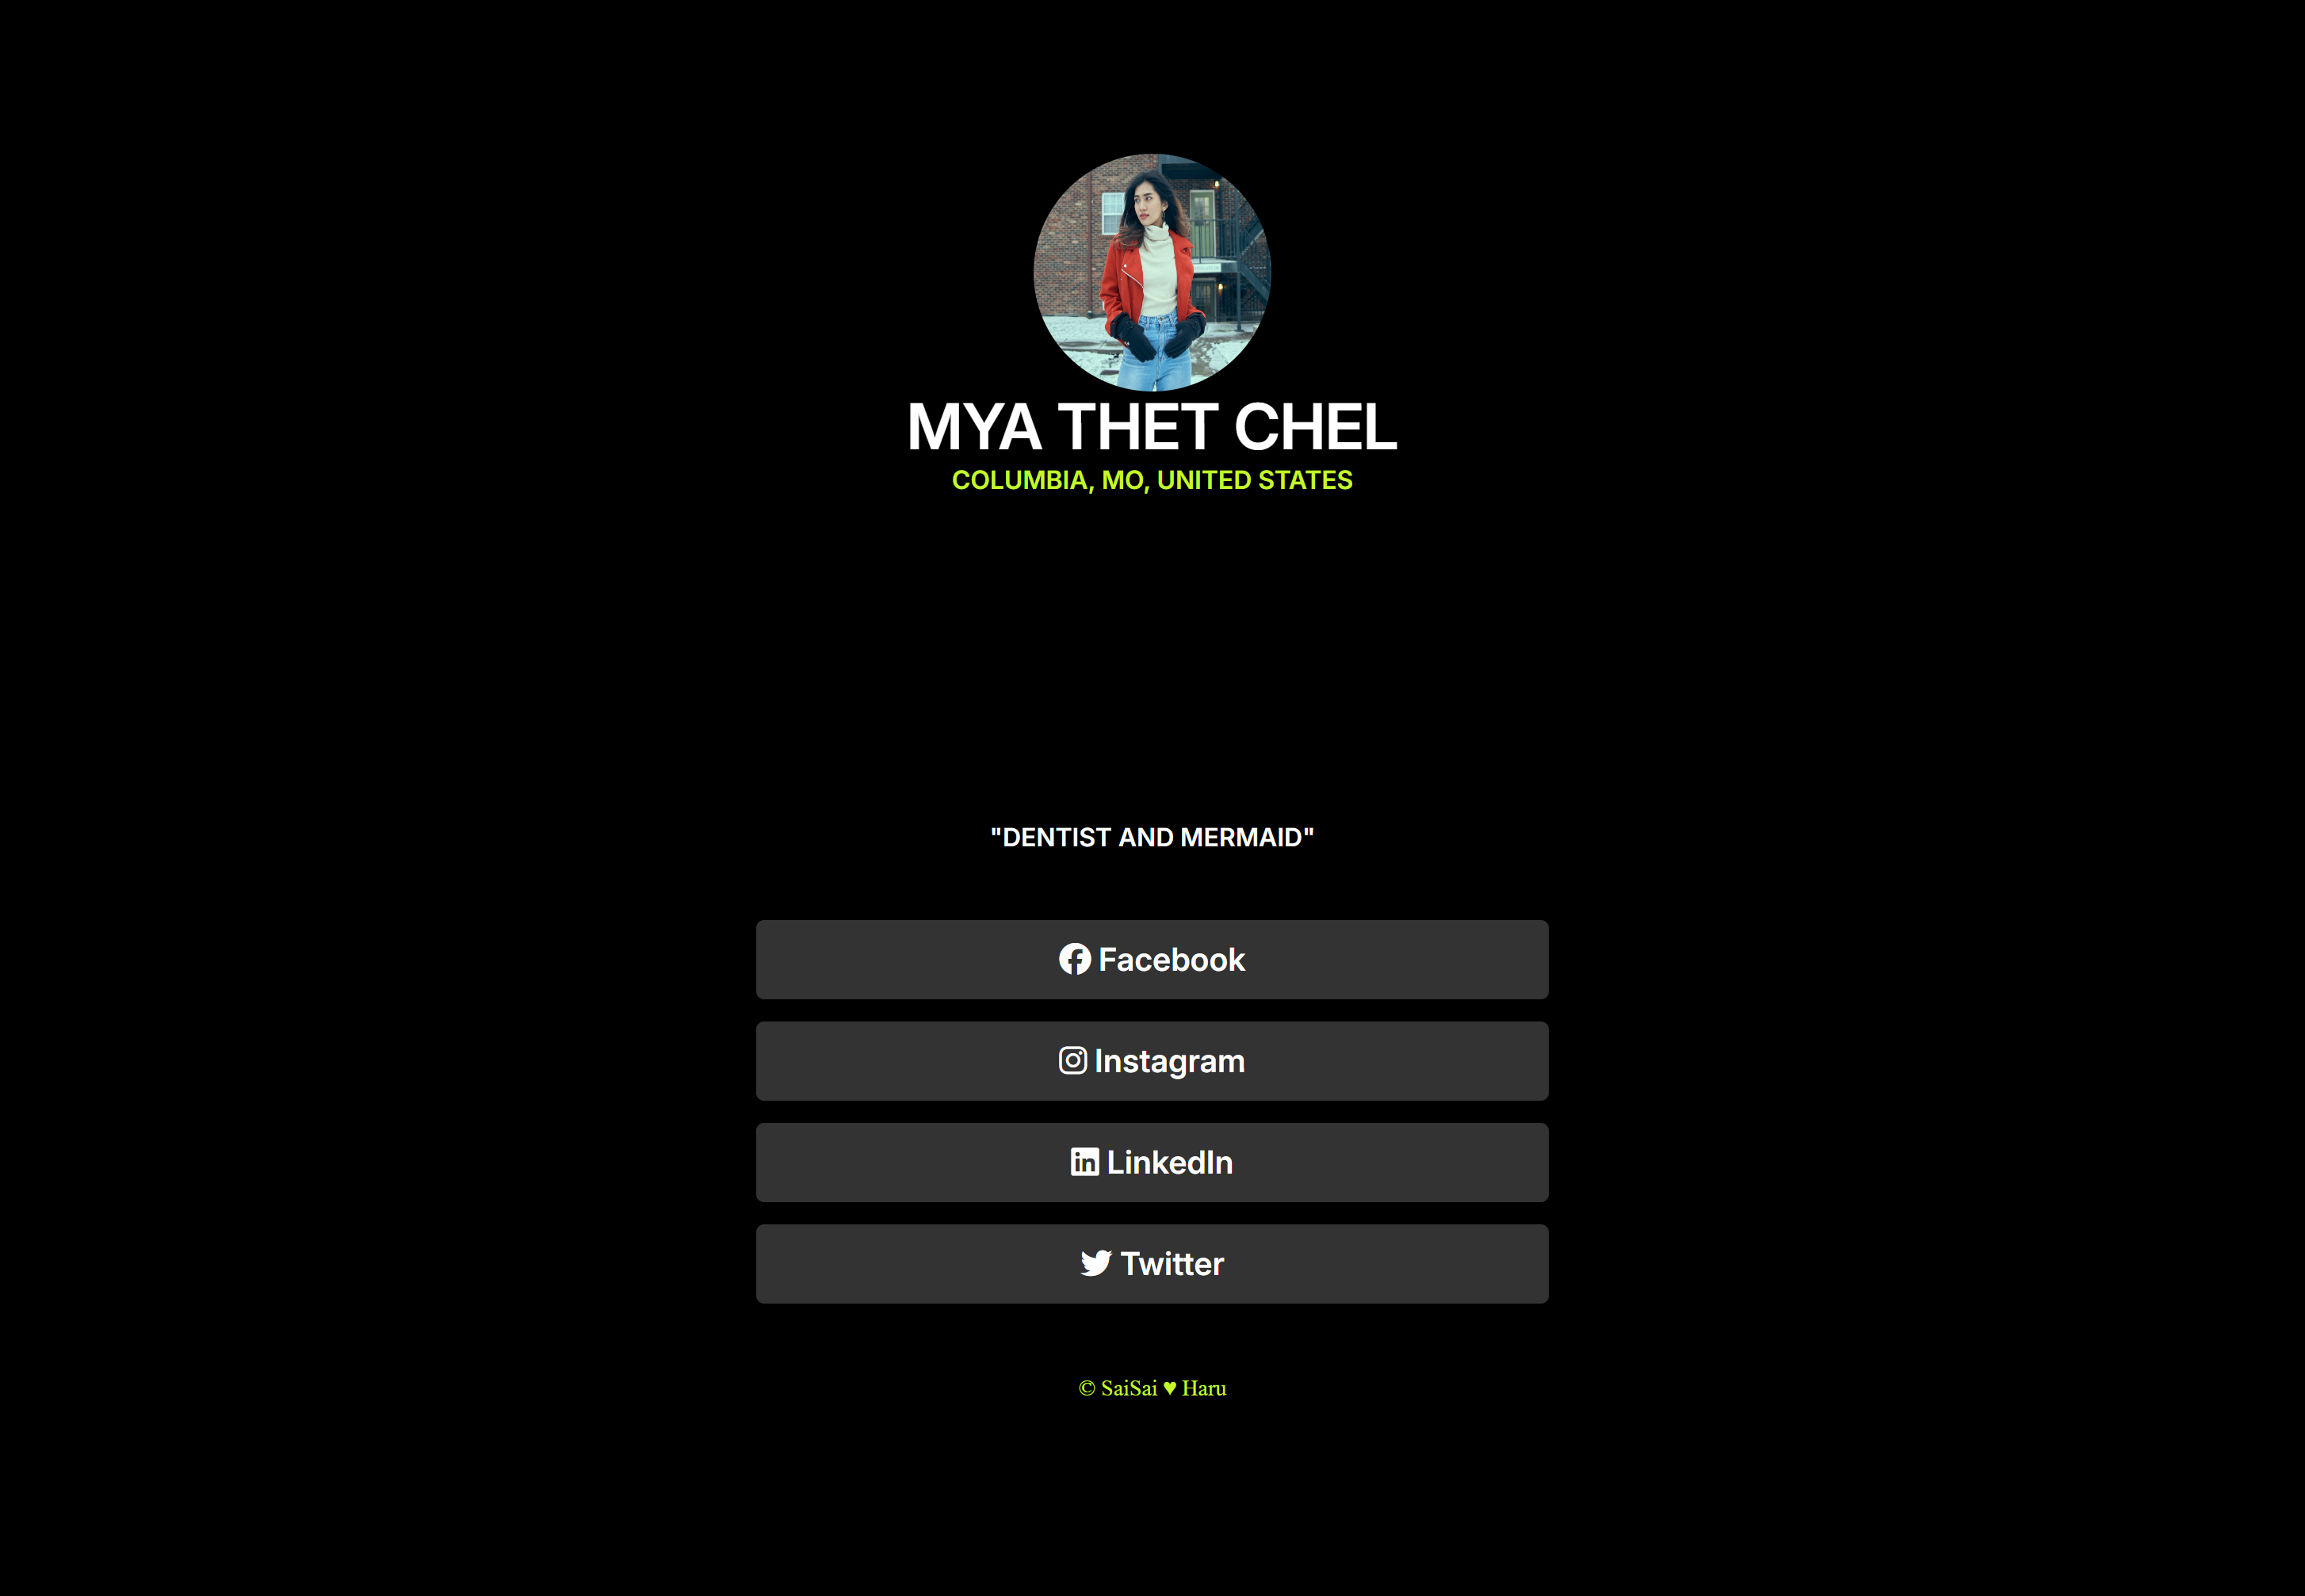 MYA THET CHEL
COLUMBIA, MO, UNITED STATES
"DENTIST AND MERMAID"
Facebook
Instagram
LinkedIn
Twitter
© SaiSai ♥ Haru